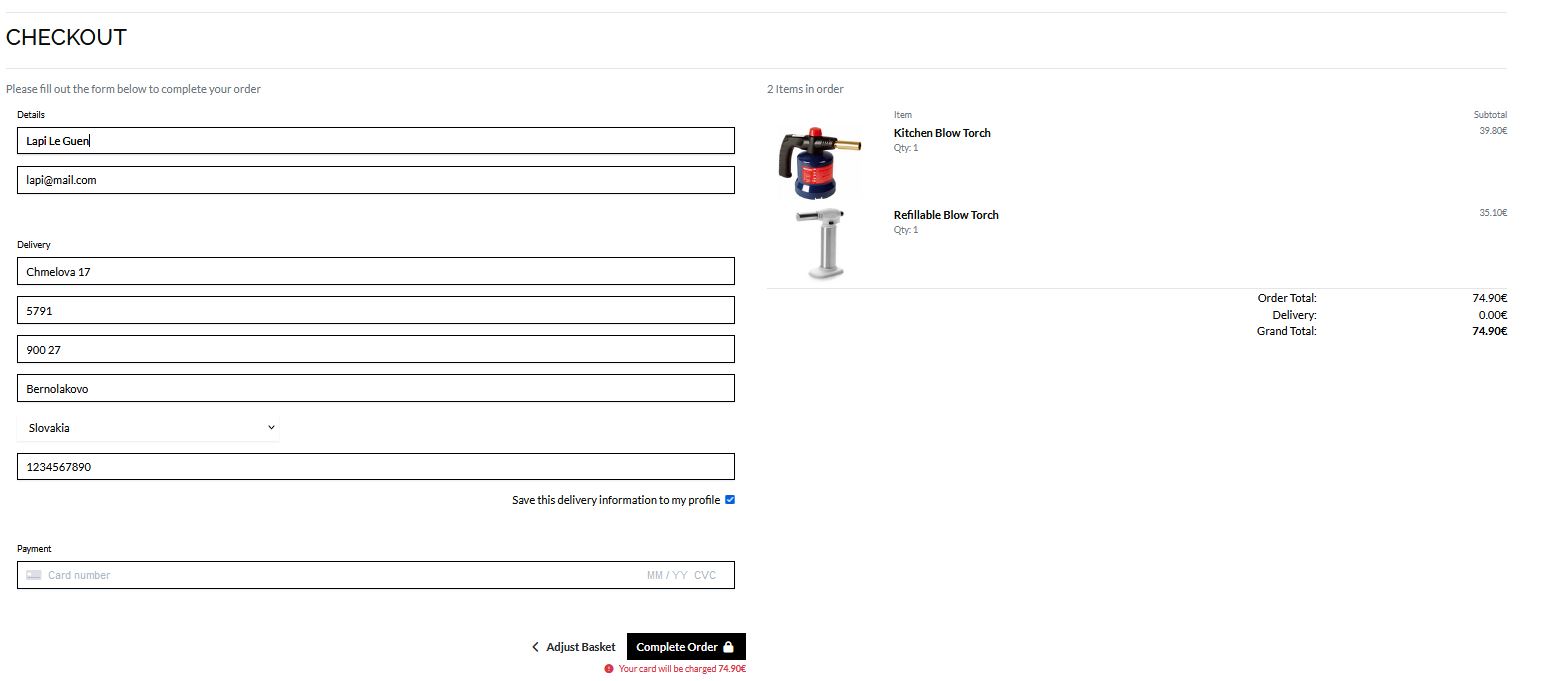 CHECKOUT
Please fill out the form below to complete your order
Details
Lapi Le Guen
lapi@mail.com
Delivery
Chmelova 17
5791
900 27
Bernolakovo
Slovakia
1234567890
Save this delivery information to my profile
Payment
Card number MM / YY CVC
Adjust Basket Complete Order
Your card will be charged 74.90€
2 Items in order
Item Subtotal
Kitchen Blow Torch 39.80€
Qty: 1
Refillable Blow Torch 35.10€
Qty: 1
Order Total: 74.90€
Delivery: 0.00€
Grand Total: 74.90€